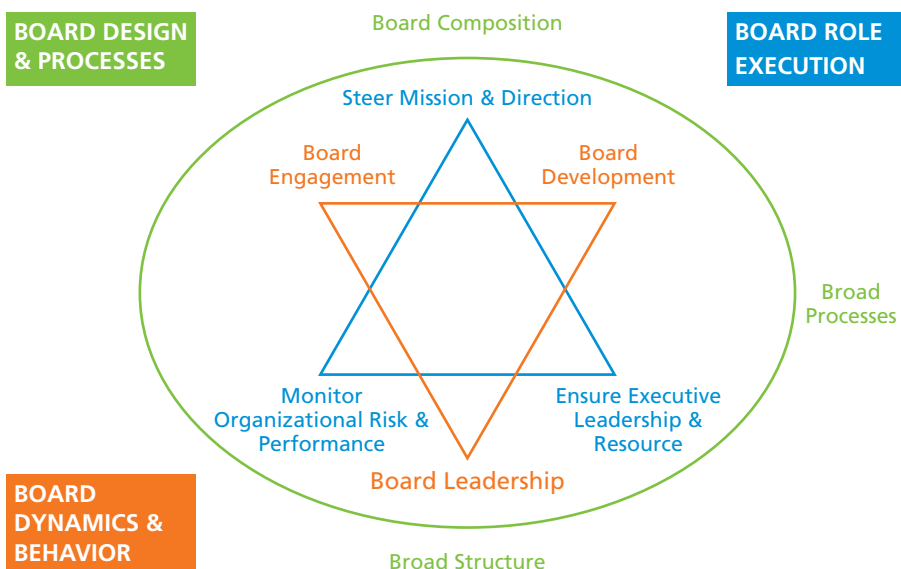 BOARD DESIGN
& PROCESSES
Board Composition
BOARD ROLE
EXECUTION
Steer Mission & Direction
Board
Engagement
Board
Development
Broad
Processes
Monitor
Organizational Risk &
Performance
Ensure Executive
Leadership &
Resource
Board Leadership
BOARD
DYNAMICS &
BEHAVIOR
Broad Structure